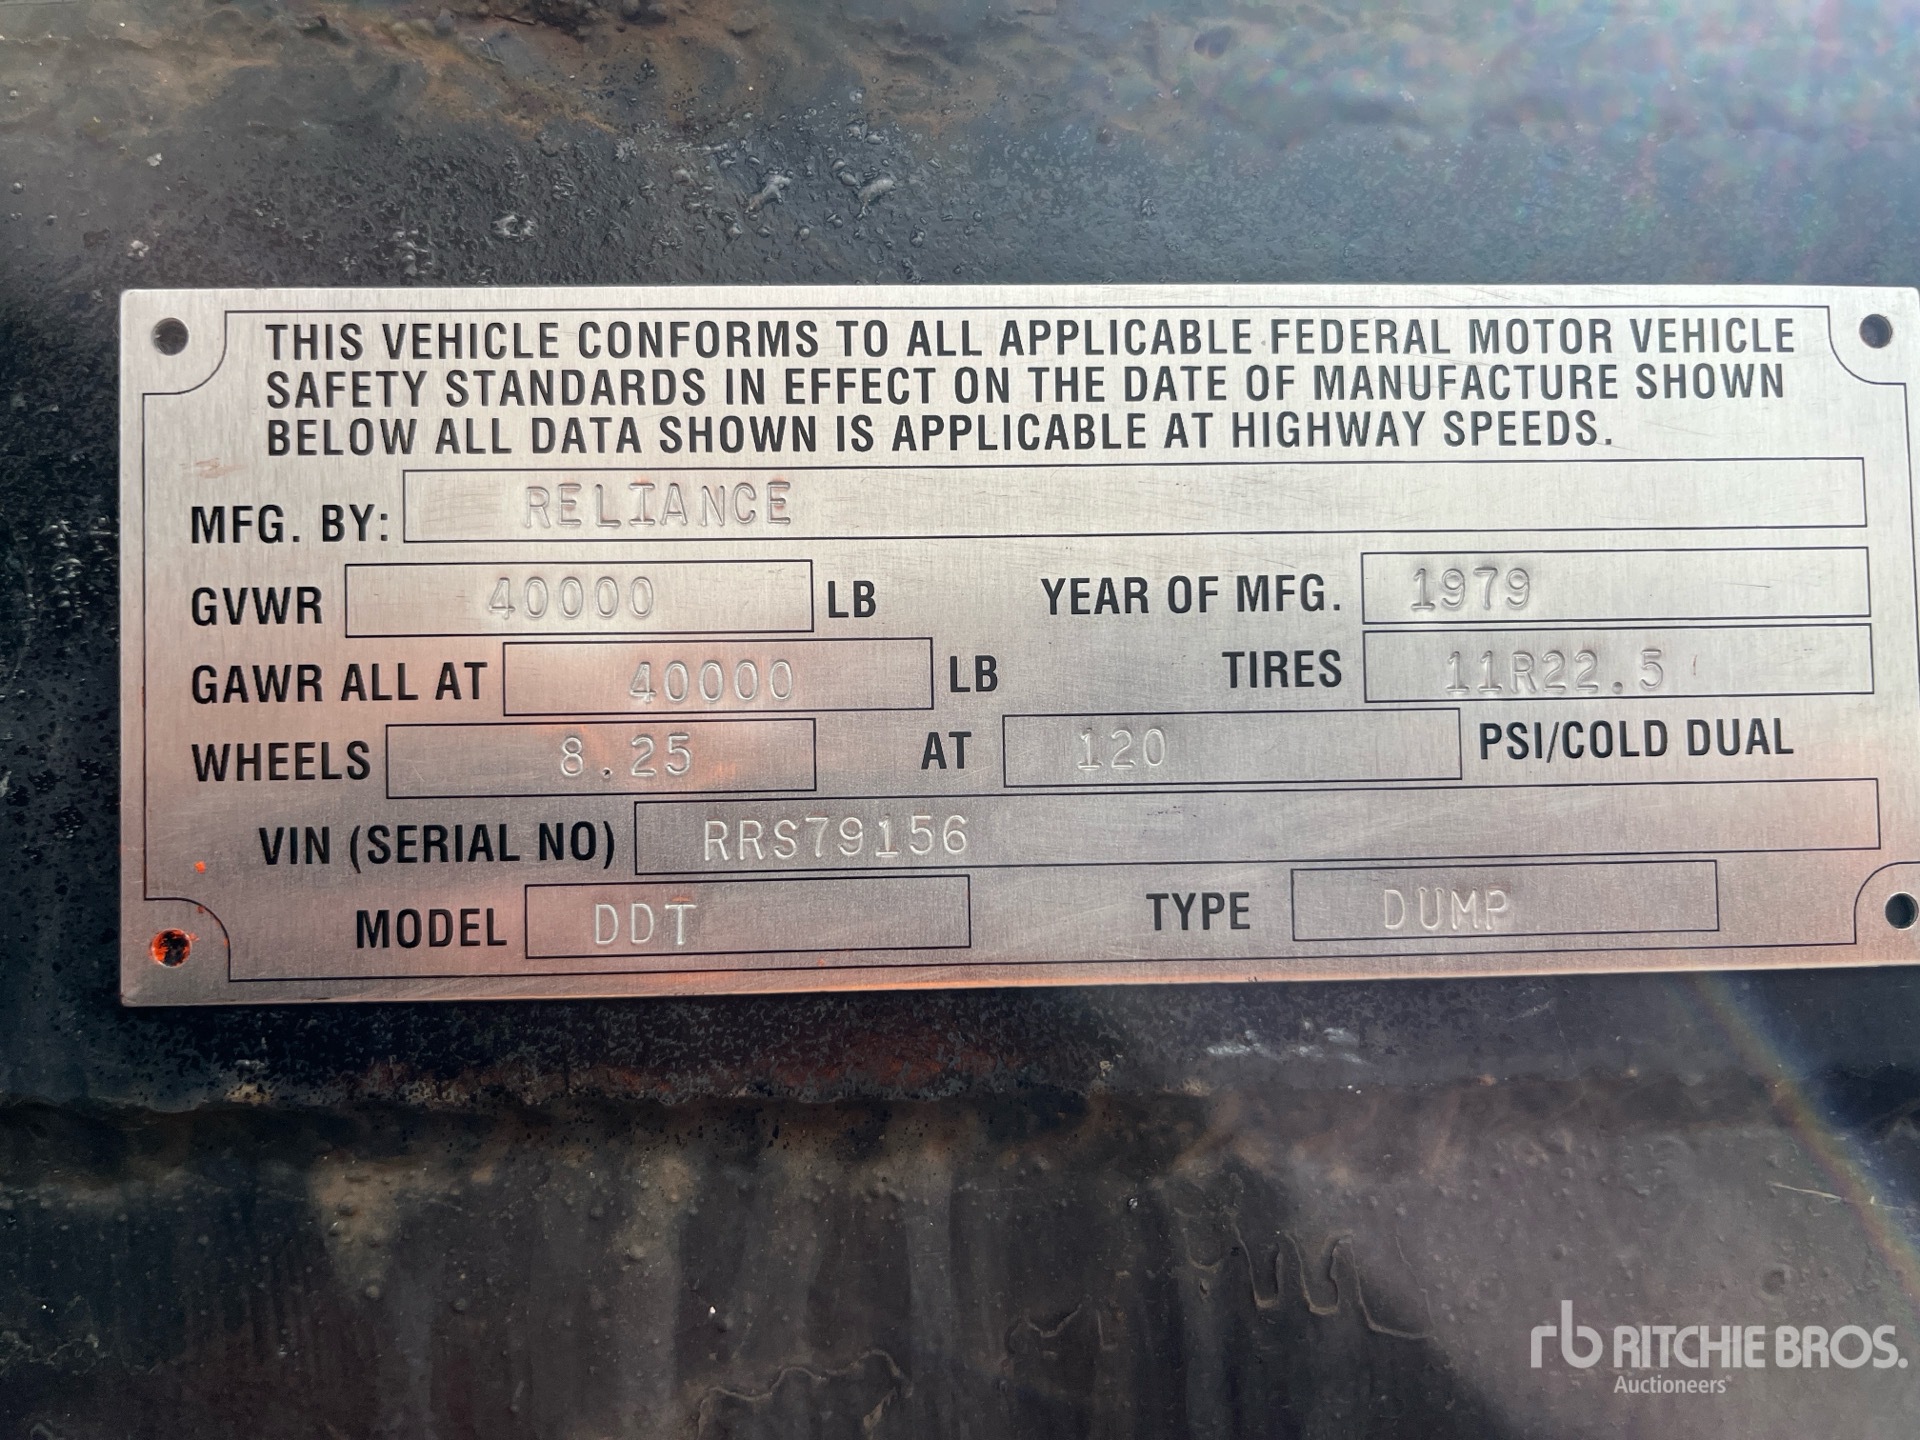 THIS VEHICLE CONFORMS TO ALL APPLICABLE FEDERAL MOTOR VEHICLE
SAFETY STANDARDS IN EFFECT ON THE DATE OF MANUFACTURE SHOWN
BELOW ALL DATA SHOWN IS APPLICABLE AT HIGHWAY SPEEDS.
MFG. BY: RELIANCE
GVWR 40000 LB YEAR OF MFG. 1979
GAWR ALL AT 40000 LB TIRES 11R22.5
WHEELS 8.25 AT 120 PSI/COLD DUAL
VIN (SERIAL NO) RRS79156
MODEL DDT TYPE DUMP
rb RITCHIE BROS.
Auctioneers®